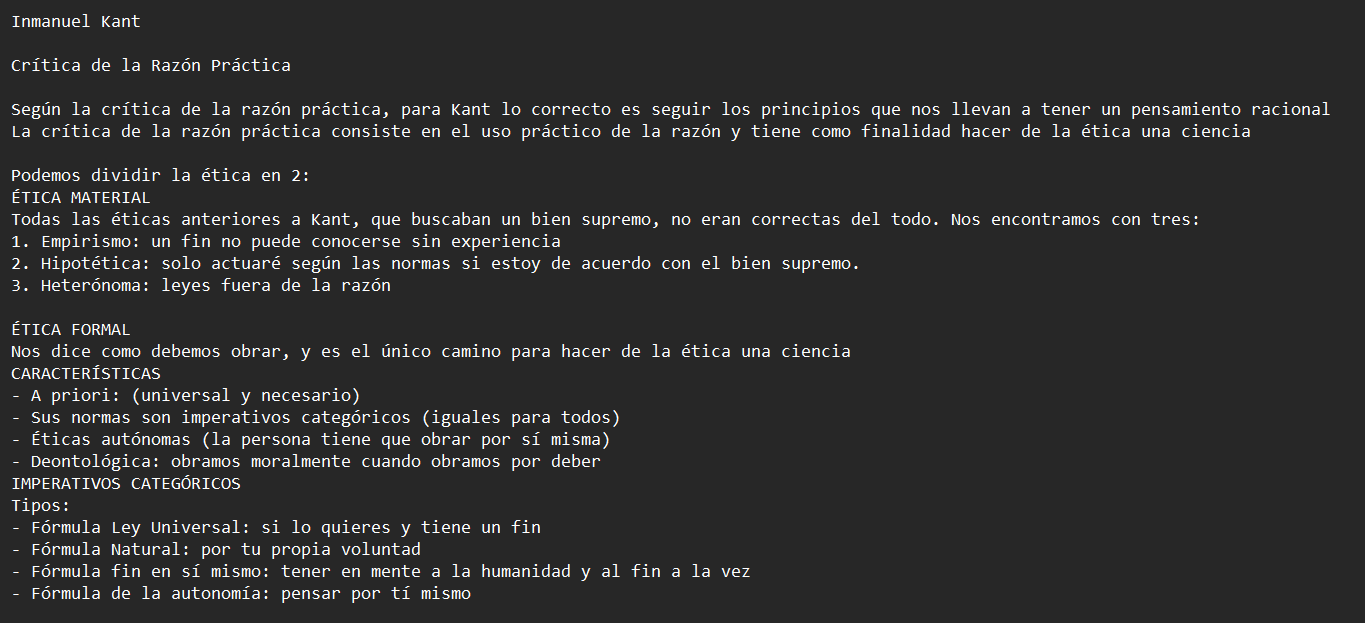 Inmanuel Kant
Crítica de la Razón Práctica
Según la crítica de la razón práctica, para Kant lo correcto es seguir los principios que nos llevan a tener un pensamiento racional
La crítica de la razón práctica consiste en el uso práctico de la razón y tiene como finalidad hacer de la ética una ciencia
Podemos dividir la ética en 2:
ÉTICA MATERIAL
Todas las éticas anteriores a Kant, que buscaban un bien supremo, no eran correctas del todo. Nos encontramos con tres:
1. Empirismo: un fin no puede conocerse sin experiencia
2. Hipotética: solo actuaré según las normas si estoy de acuerdo con el bien supremo.
3. Heterónoma: leyes fuera de la razón
ÉTICA FORMAL
Nos dice como debemos obrar, y es el único camino para hacer de la ética una ciencia
CARACTERÍSTICAS
- A priori: (universal y necesario)
- Sus normas son imperativos categóricos (iguales para todos)
- Éticas autónomas (la persona tiene que obrar por sí misma)
- Deontológica: obramos moralmente cuando obramos por deber
IMPERATIVOS CATEGÓRICOS
Tipos:
- Fórmula Ley Universal: si lo quieres y tiene un fin
- Fórmula Natural: por tu propia voluntad
- Fórmula fin en sí mismo: tener en mente a la humanidad y al fin a la vez
- Fórmula de la autonomía: pensar por tí mismo